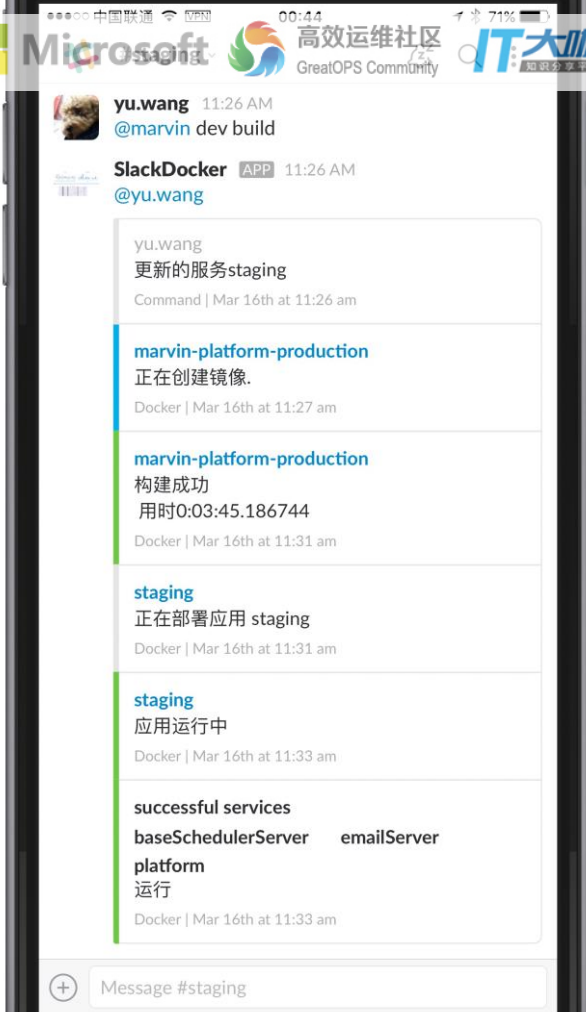 中国联通 VPN 00:44 71%
Microsoft
staging
高效运维社区
GreatOPS Community
IT大咖
知识分享平
yu.wang 11:26 AM
@marvin dev build
SlackDocker APP 11:26 AM
@yu.wang
yu.wang
更新的服务staging
Command | Mar 16th at 11:26 am
marvin-platform-production
正在创建镜像.
Docker | Mar 16th at 11:27 am
marvin-platform-production
构建成功
用时0:03:45.186744
Docker | Mar 16th at 11:31 am
staging
正在部署应用 staging
Docker | Mar 16th at 11:31 am
staging
应用运行中
Docker | Mar 16th at 11:33 am
successful services
baseSchedulerServer emailServer
platform
运行
Docker | Mar 16th at 11:33 am
Message #staging